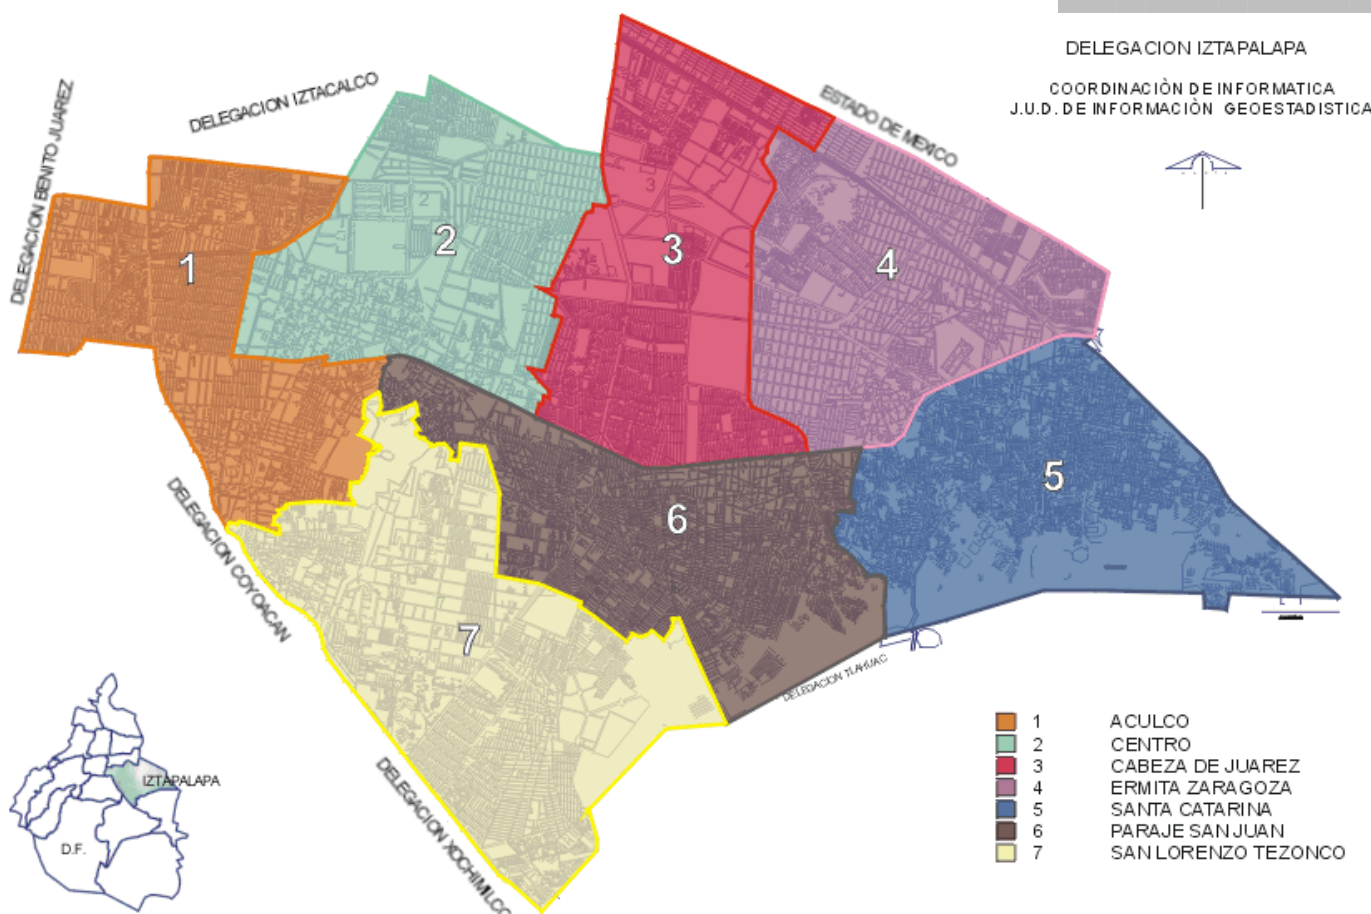 DELEGACION IZTAPALAPA
COORDINACIÒN DE INFORMATICA
J.U.D. DE INFORMACIÒN GEOESTADISTICA
DELEGACION BENITO JUAREZ
DELEGACION IZTACALCO
ESTADO DE MEXICO
1
2
2
3
3
4
5
6
7
DELEGACION COYOACAN
DELEGACION TLAHUAC
DELEGACION XOCHIMILCO
IZTAPALAPA
D.F.
1 ACULCO
2 CENTRO
3 CABEZA DE JUAREZ
4 ERMITA ZARAGOZA
5 SANTA CATARINA
6 PARAJE SAN JUAN
7 SAN LORENZO TEZONCO